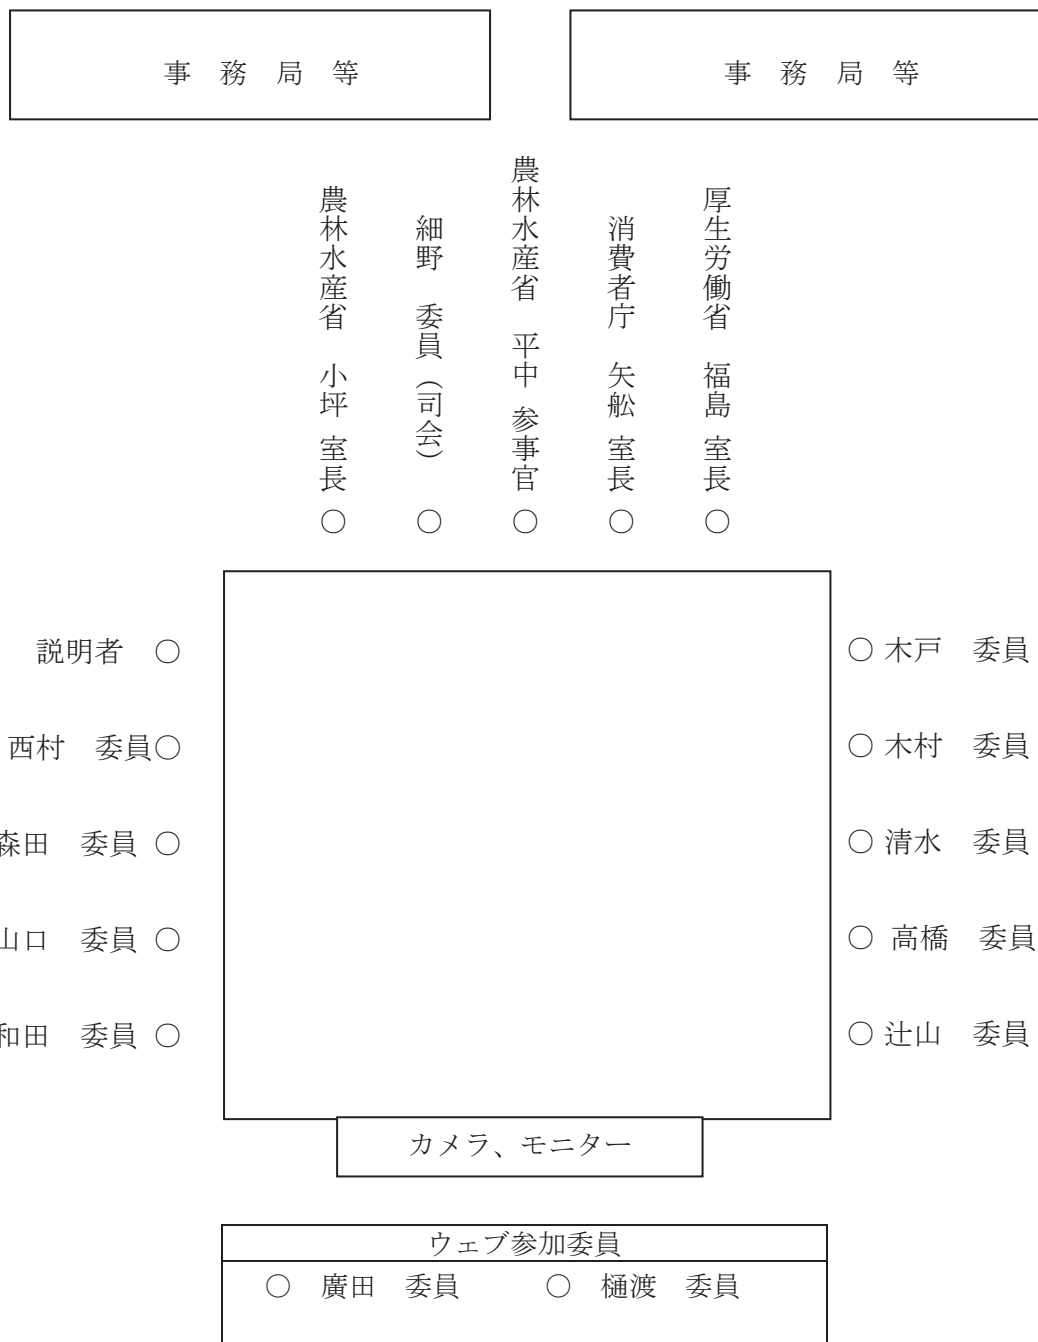 事　務　局　等
事　務　局　等
農林水産省　小坪 室長 ○
細野　委員（司会） ○
農林水産省　平中 参事官 ○
消費者庁　矢舩 室長 ○
厚生労働省　福島 室長 ○
説明者　○
西村　委員○
森田　委員 ○
山口　委員 ○
和田　委員 ○
○ 木戸　委員
○ 木村　委員
○ 清水　委員
○ 高橋　委員
○ 辻山　委員
カメラ、モニター
ウェブ参加委員
○　廣田　委員　　　○　樋渡　委員